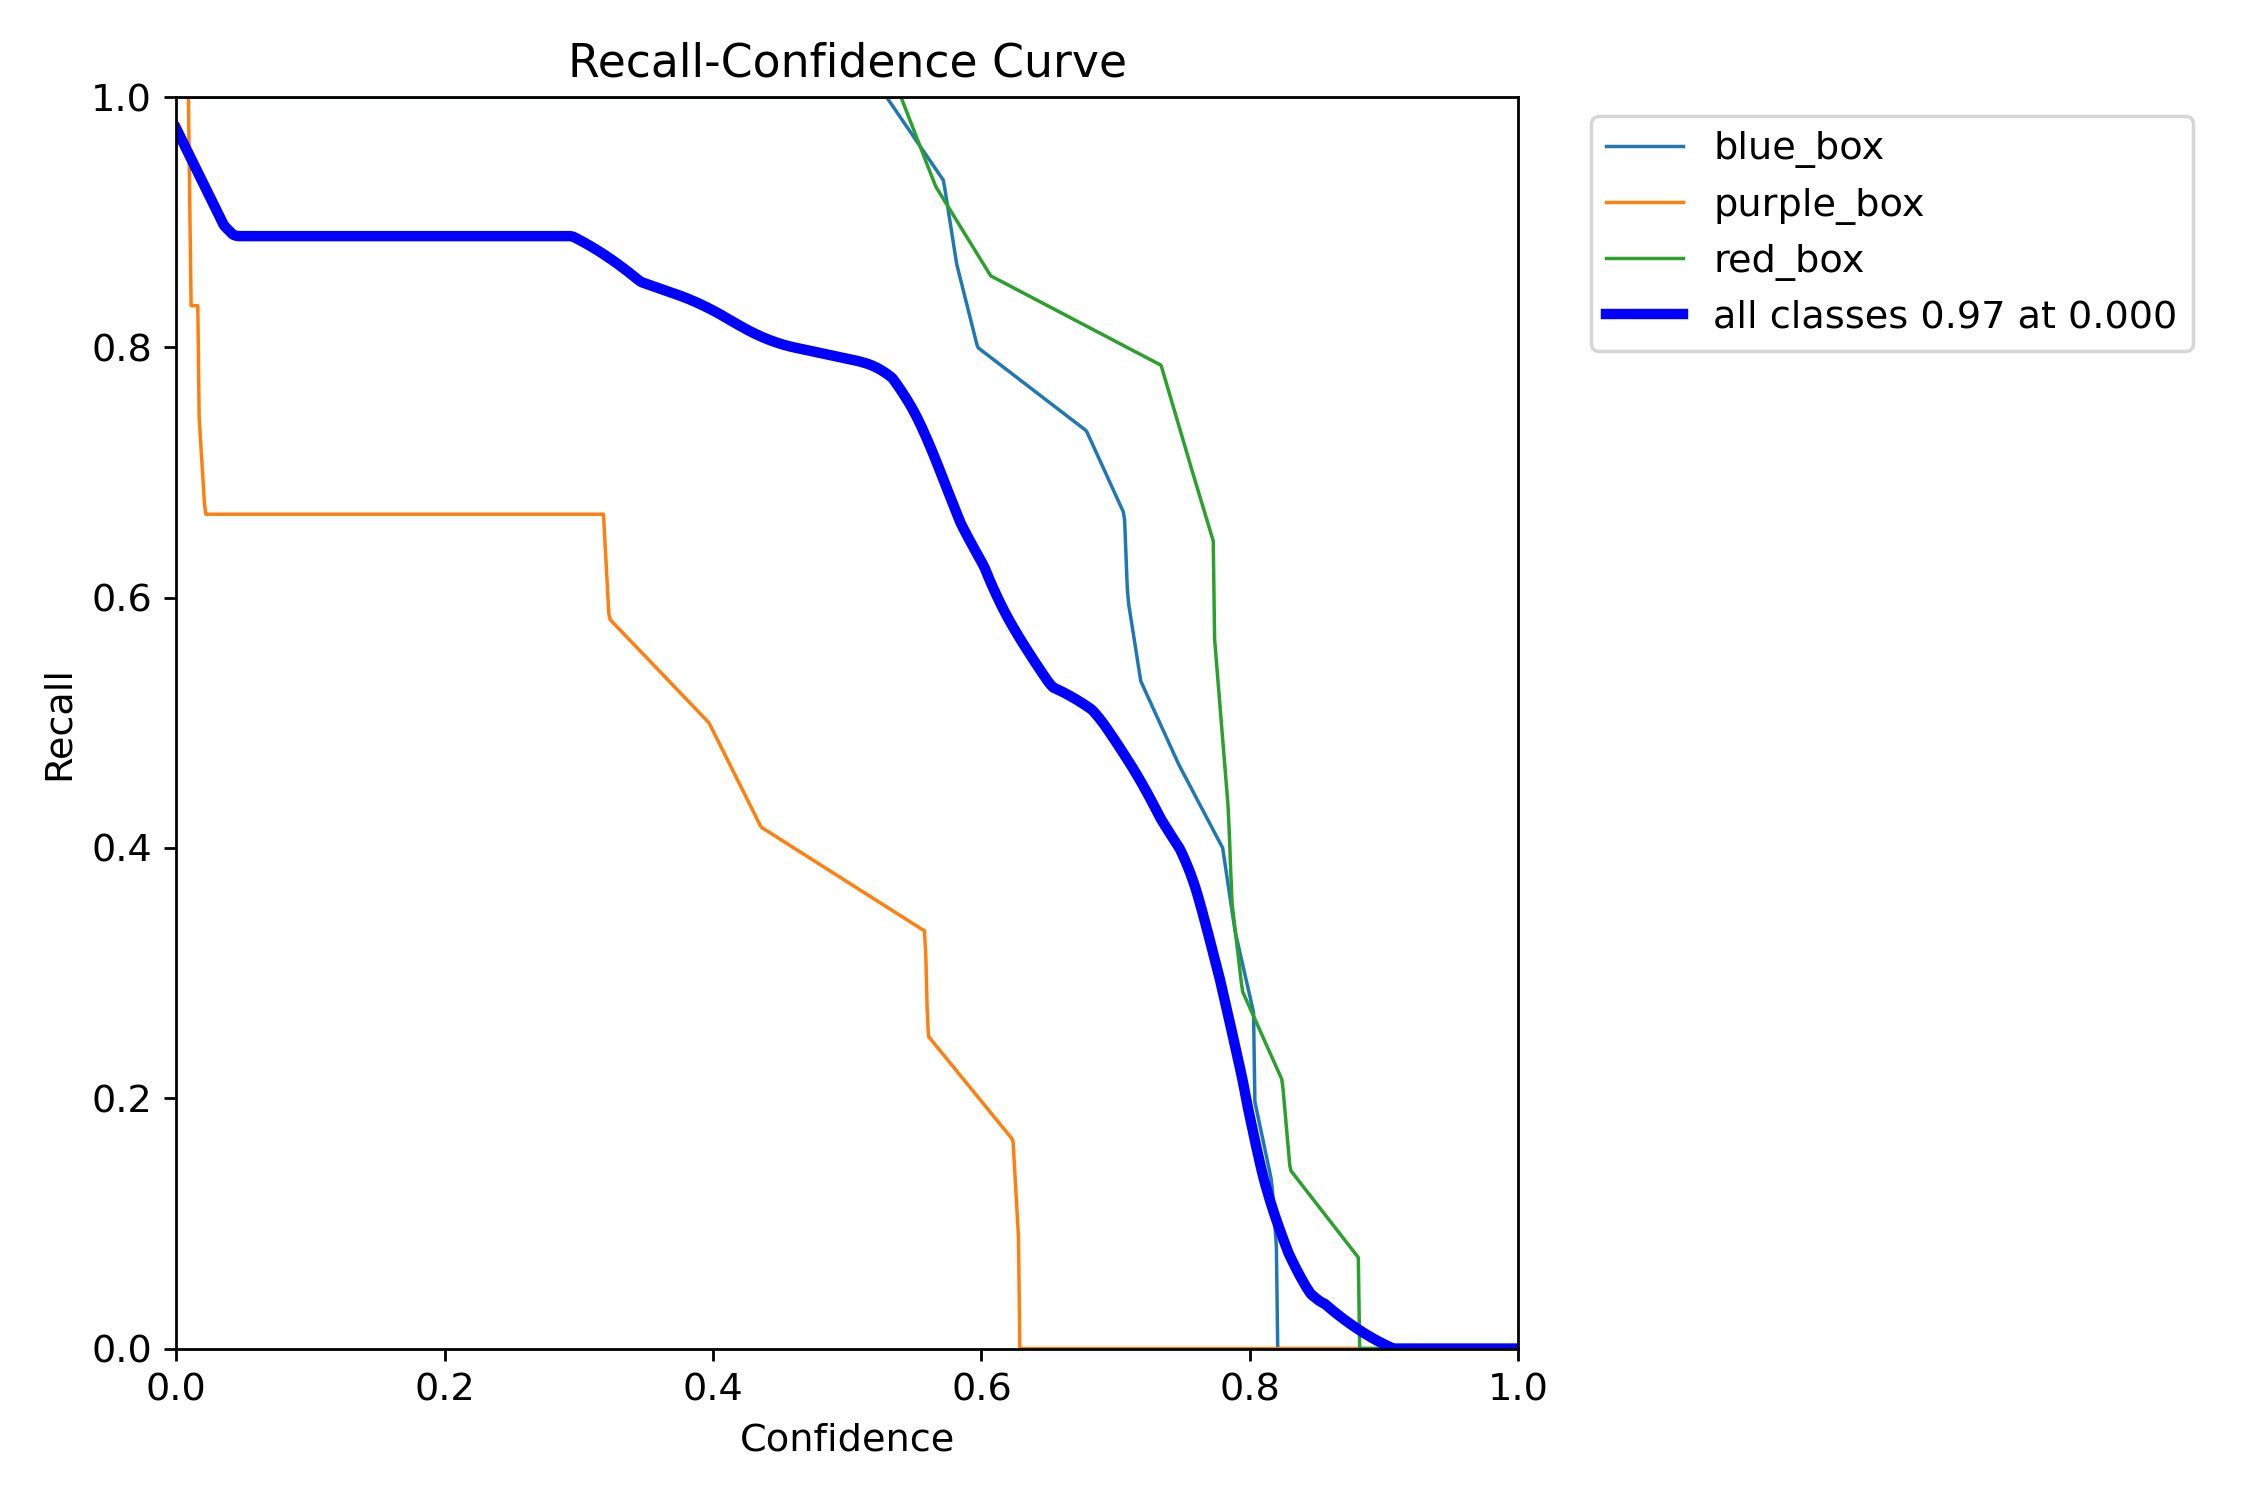 Recall-Confidence Curve
1.0
0.8
0.6
0.4
0.2
0.0
Recall
0.0 0.2 0.4 0.6 0.8 1.0
Confidence
blue_box
purple_box
red_box
all classes 0.97 at 0.000